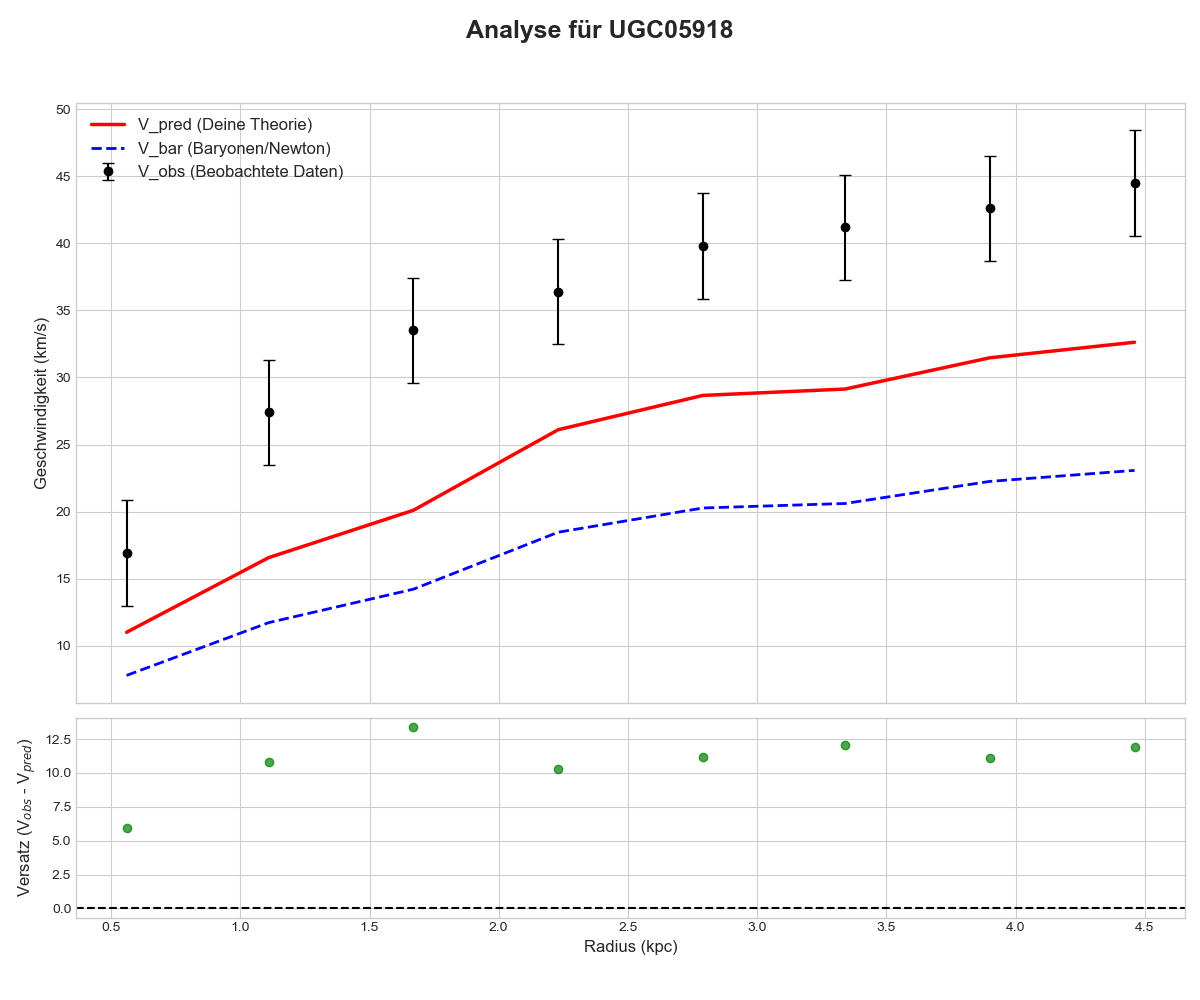 Analyse für UGC05918
V_pred (Deine Theorie)
V_bar (Baryonen/Newton)
V_obs (Beobachtete Daten)
Geschwindigkeit (km/s)
50
45
40
35
30
25
20
15
10
Versatz (V_obs - V_pred)
12.5
10.0
7.5
5.0
2.5
0.0
0.5 1.0 1.5 2.0 2.5 3.0 3.5 4.0 4.5
Radius (kpc)